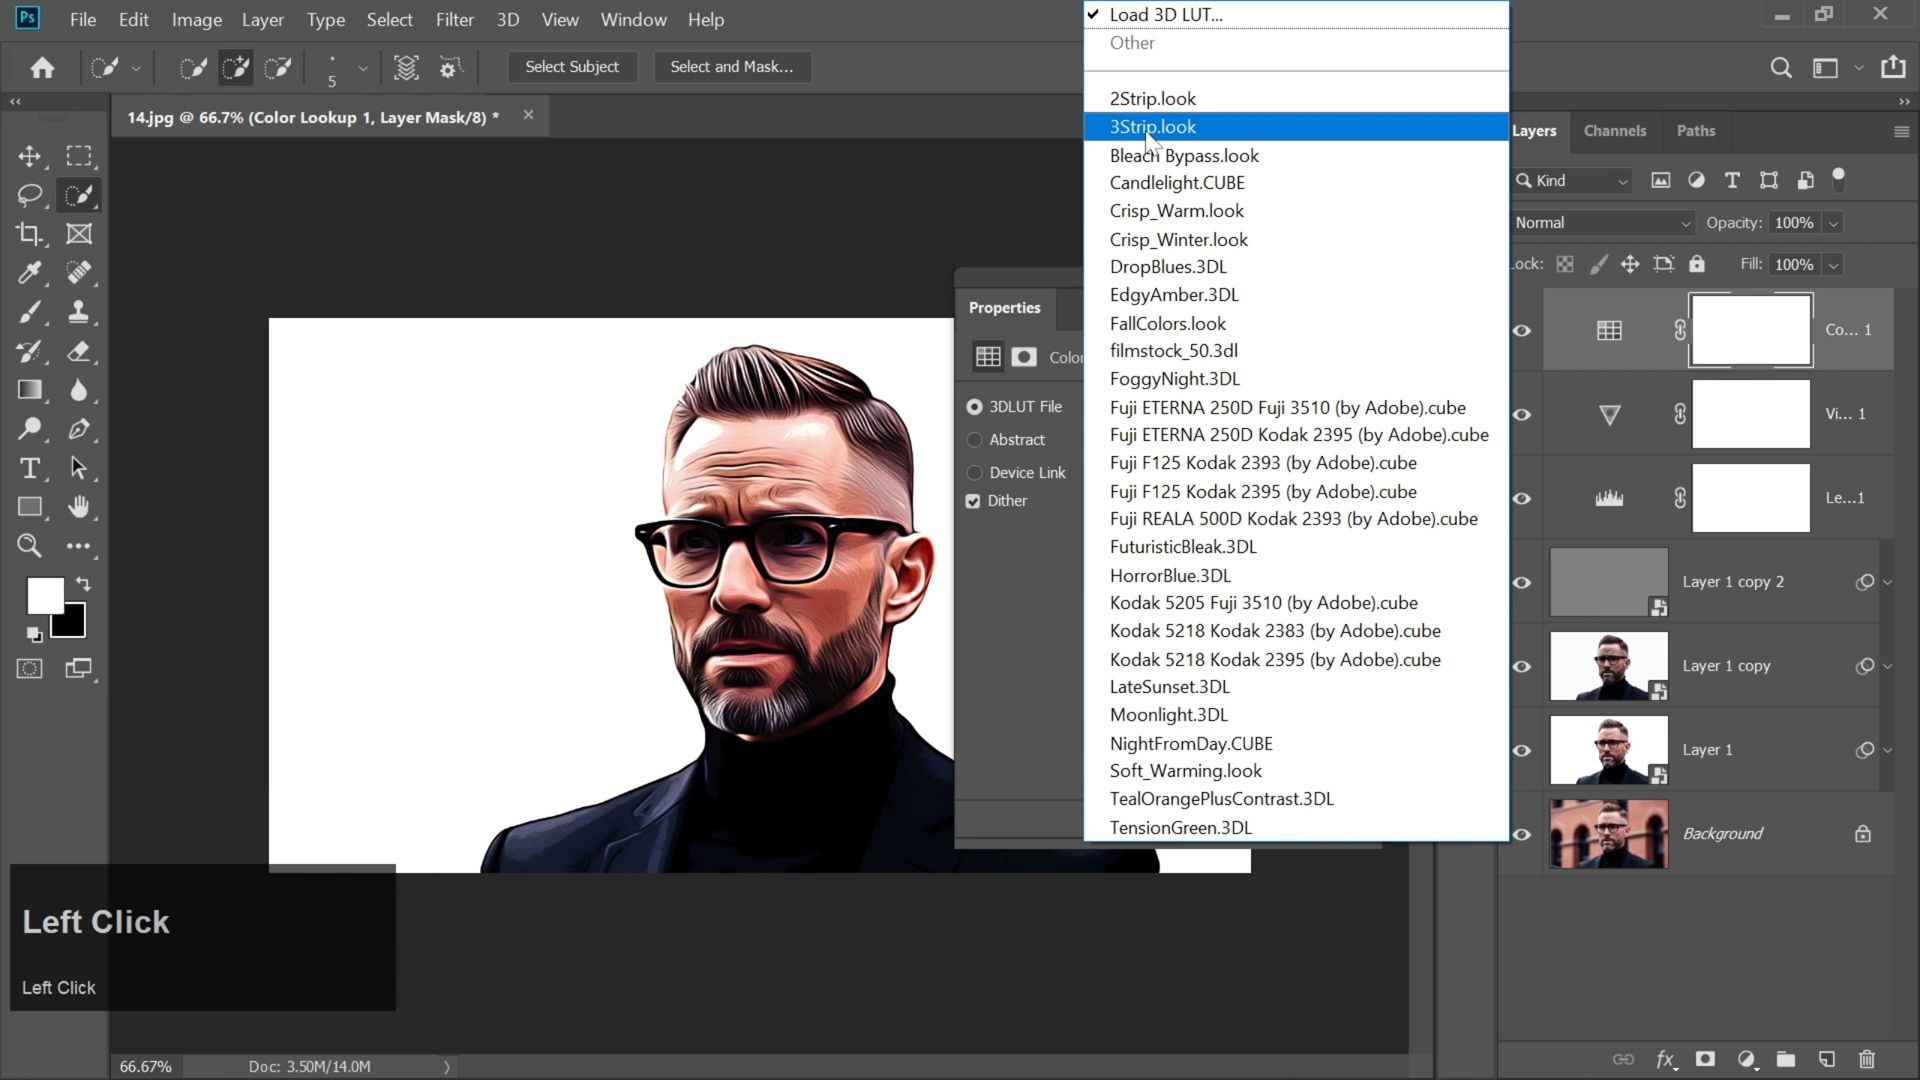 Ps File Edit Image Layer Type Select Filter 3D View Window Help
5
Select Subject
Select and Mask...
14.jpg @ 66.7% (Color Lookup 1, Layer Mask/8) *
Load 3D LUT...
Other
2Strip.look
3Strip.look
Bleach Bypass.look
Candlelight.CUBE
Crisp_Warm.look
Crisp_Winter.look
DropBlues.3DL
EdgyAmber.3DL
FallColors.look
filmstock_50.3dl
FoggyNight.3DL
Fuji ETERNA 250D Fuji 3510 (by Adobe).cube
Fuji ETERNA 250D Kodak 2395 (by Adobe).cube
Fuji F125 Kodak 2393 (by Adobe).cube
Fuji F125 Kodak 2395 (by Adobe).cube
Fuji REALA 500D Kodak 2393 (by Adobe).cube
FuturisticBleak.3DL
HorrorBlue.3DL
Kodak 5205 Fuji 3510 (by Adobe).cube
Kodak 5218 Kodak 2383 (by Adobe).cube
Kodak 5218 Kodak 2395 (by Adobe).cube
LateSunset.3DL
Moonlight.3DL
NightFromDay.CUBE
Soft_Warming.look
TealOrangePlusContrast.3DL
TensionGreen.3DL
Properties
Color
3DLUT File
Abstract
Device Link
Dither
Layers Channels Paths
Kind
Normal Opacity: 100%
Lock: Fill: 100%
Co... 1
Vi... 1
Le...1
Layer 1 copy 2
Layer 1 copy
Layer 1
Background
Left Click
Left Click
66.67% Doc: 3.50M/14.0M
fx